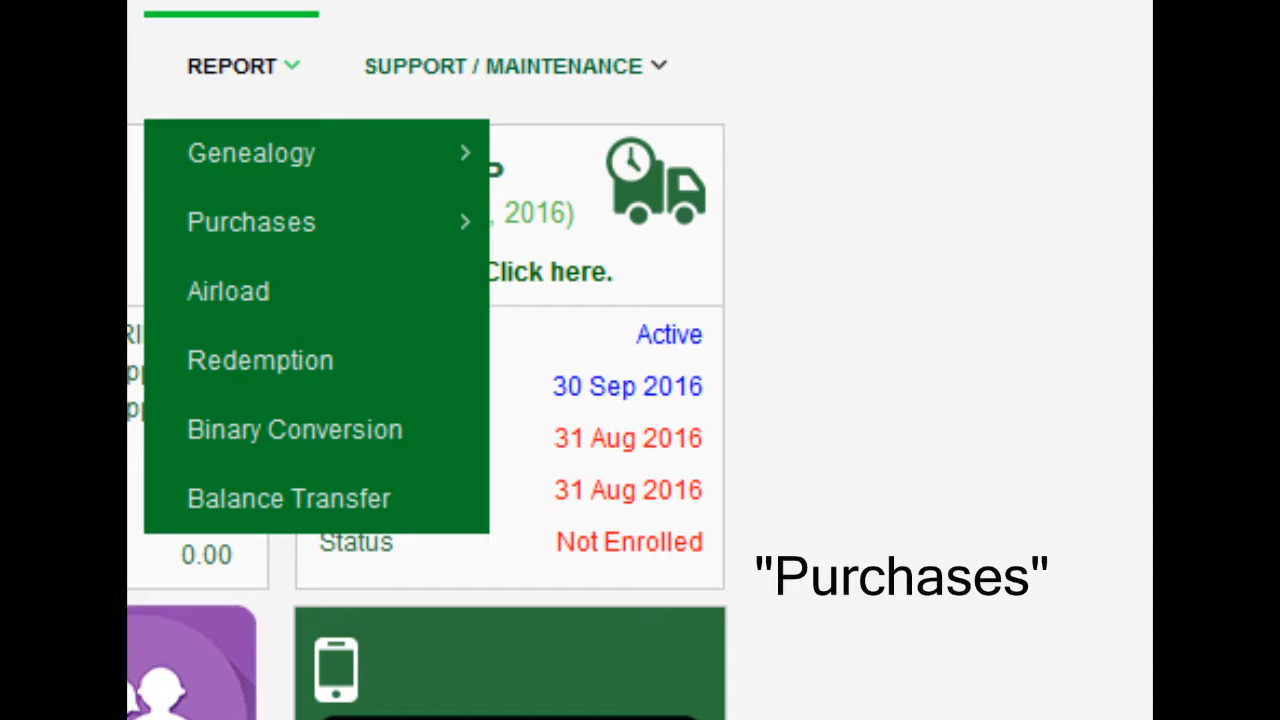 REPORT
SUPPORT / MAINTENANCE
Genealogy
Purchases
Airload
Redemption
Binary Conversion
Balance Transfer
, 2016)
Click here.
Active
30 Sep 2016
31 Aug 2016
31 Aug 2016
Status Not Enrolled
0.00
"Purchases"